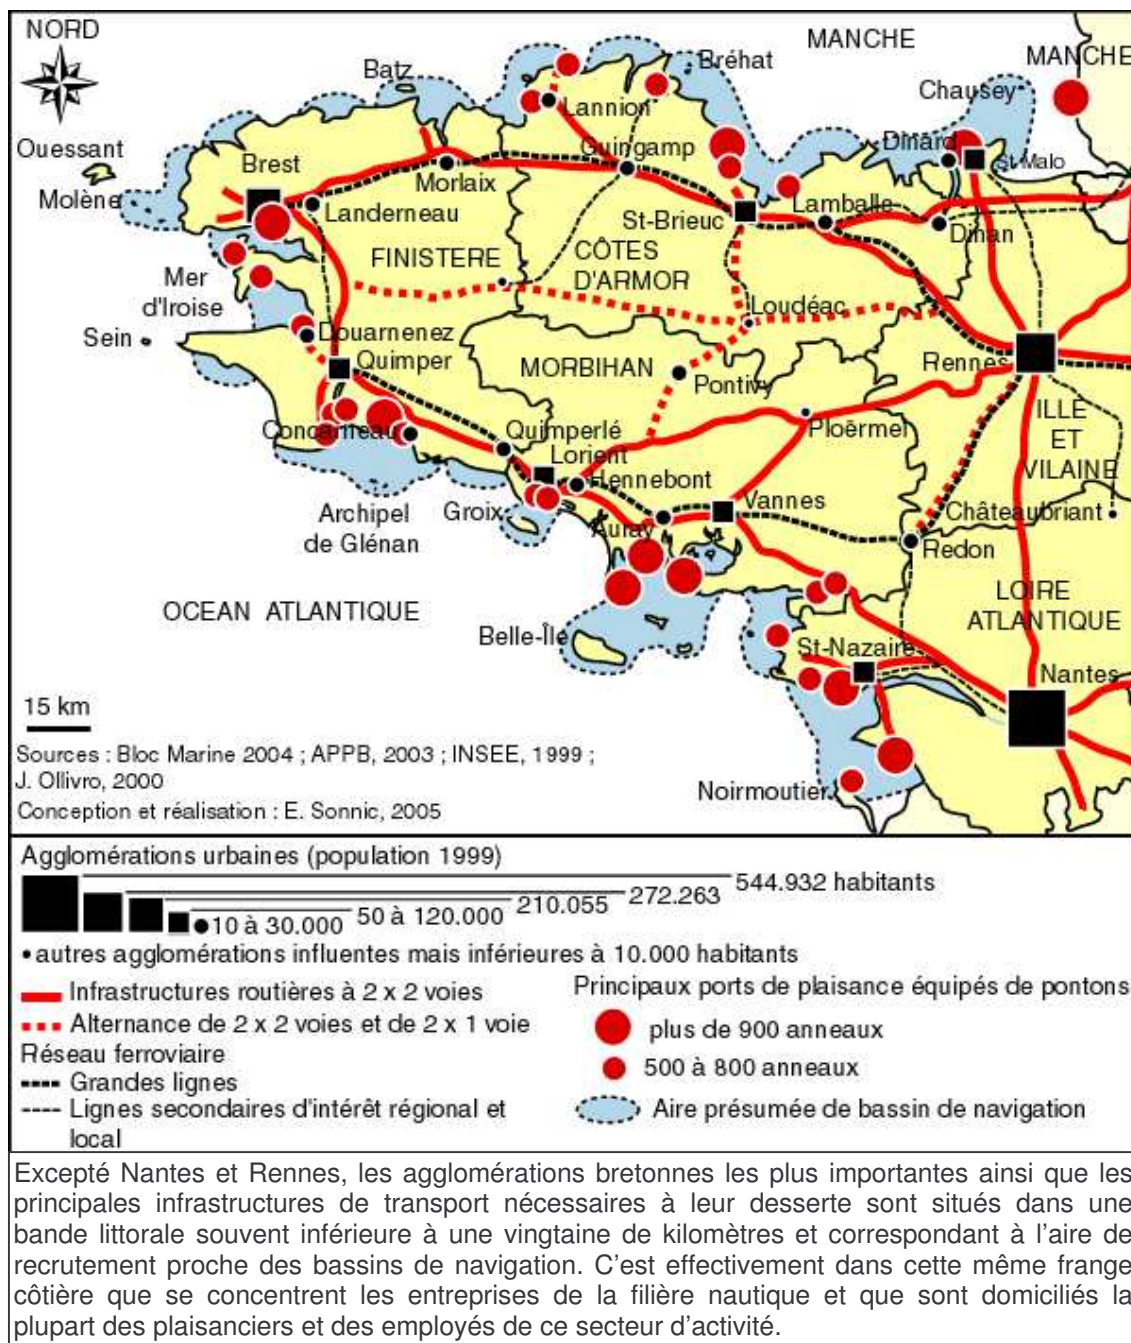 NORD
MANCHE
MANCHE
Bréhat
Batz
Chausey
Lannion
Ouessant
Guingamp
Dinard
St-Malo
Brest
Morlaix
Molène
Landerneau
St-Brieuc
Lamballe
Dinan
FINISTERE
CÔTES
D'ARMOR
Mer
d'Iroise
Loudéac
Sein
Douarnenez
Quimper
MORBIHAN
Pontivy
Rennes
Concarneau
Quimperlé
Ploërmel
ILLE
ET
VILAINE
Lorient
Hennebont
Vannes
Châteaubriant
Groix
Archipel
de Glénan
Auray
Redon
OCEAN ATLANTIQUE
LOIRE
ATLANTIQUE
Belle-Île
St-Nazaire
Nantes
15 km
Noirmoutier
Sources : Bloc Marine 2004 ; APPB, 2003 ; INSEE, 1999 ;
J. Ollivro, 2000
Conception et réalisation : E. Sonnic, 2005
Agglomérations urbaines (population 1999)
544.932 habitants
272.263
210.055
50 à 120.000
10 à 30.000
autres agglomérations influentes mais inférieures à 10.000 habitants
Infrastructures routières à 2 x 2 voies
Alternance de 2 x 2 voies et de 2 x 1 voie
Réseau ferroviaire
Grandes lignes
Lignes secondaires d'intérêt régional et
local
Principaux ports de plaisance équipés de pontons
plus de 900 anneaux
500 à 800 anneaux
Aire présumée de bassin de navigation
Excepté Nantes et Rennes, les agglomérations bretonnes les plus importantes ainsi que les
principales infrastructures de transport nécessaires à leur desserte sont situés dans une
bande littorale souvent inférieure à une vingtaine de kilomètres et correspondant à l'aire de
recrutement proche des bassins de navigation. C'est effectivement dans cette même frange
côtière que se concentrent les entreprises de la filière nautique et que sont domiciliés la
plupart des plaisanciers et des employés de ce secteur d'activité.